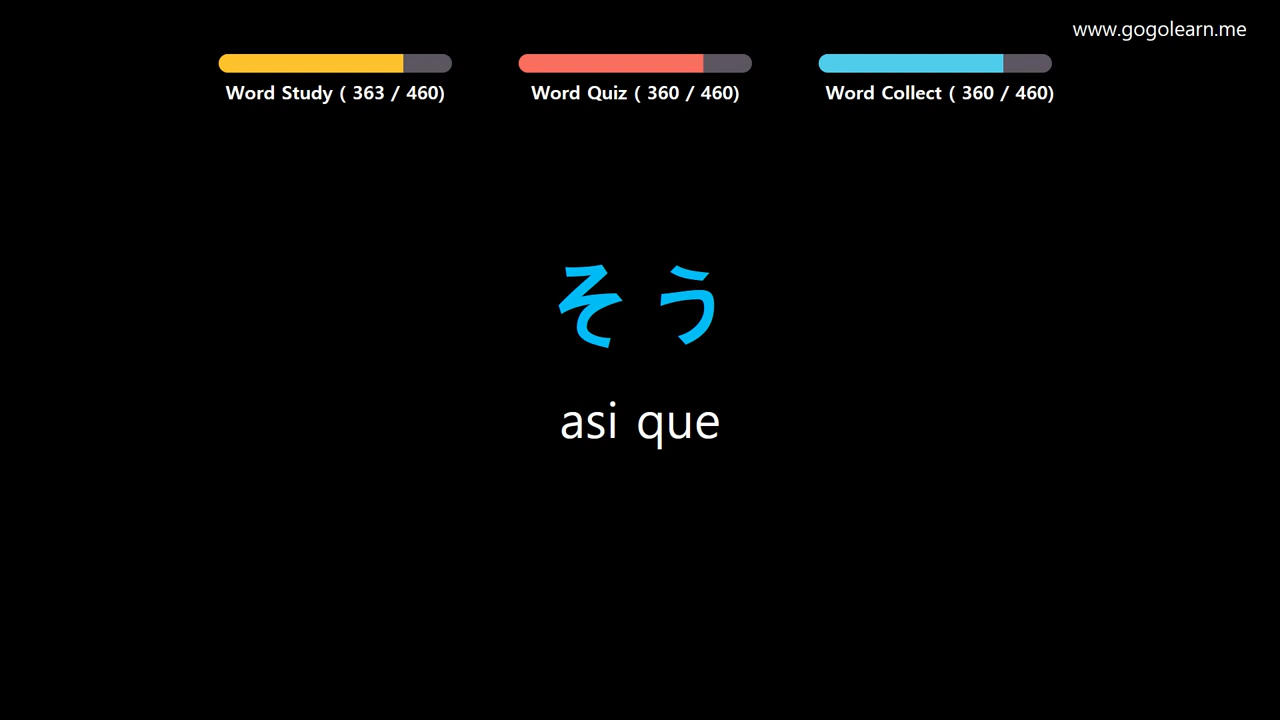 www.gogolearn.me
Word Study ( 363 / 460)
Word Quiz ( 360 / 460)
Word Collect ( 360 / 460)
そう
asi que